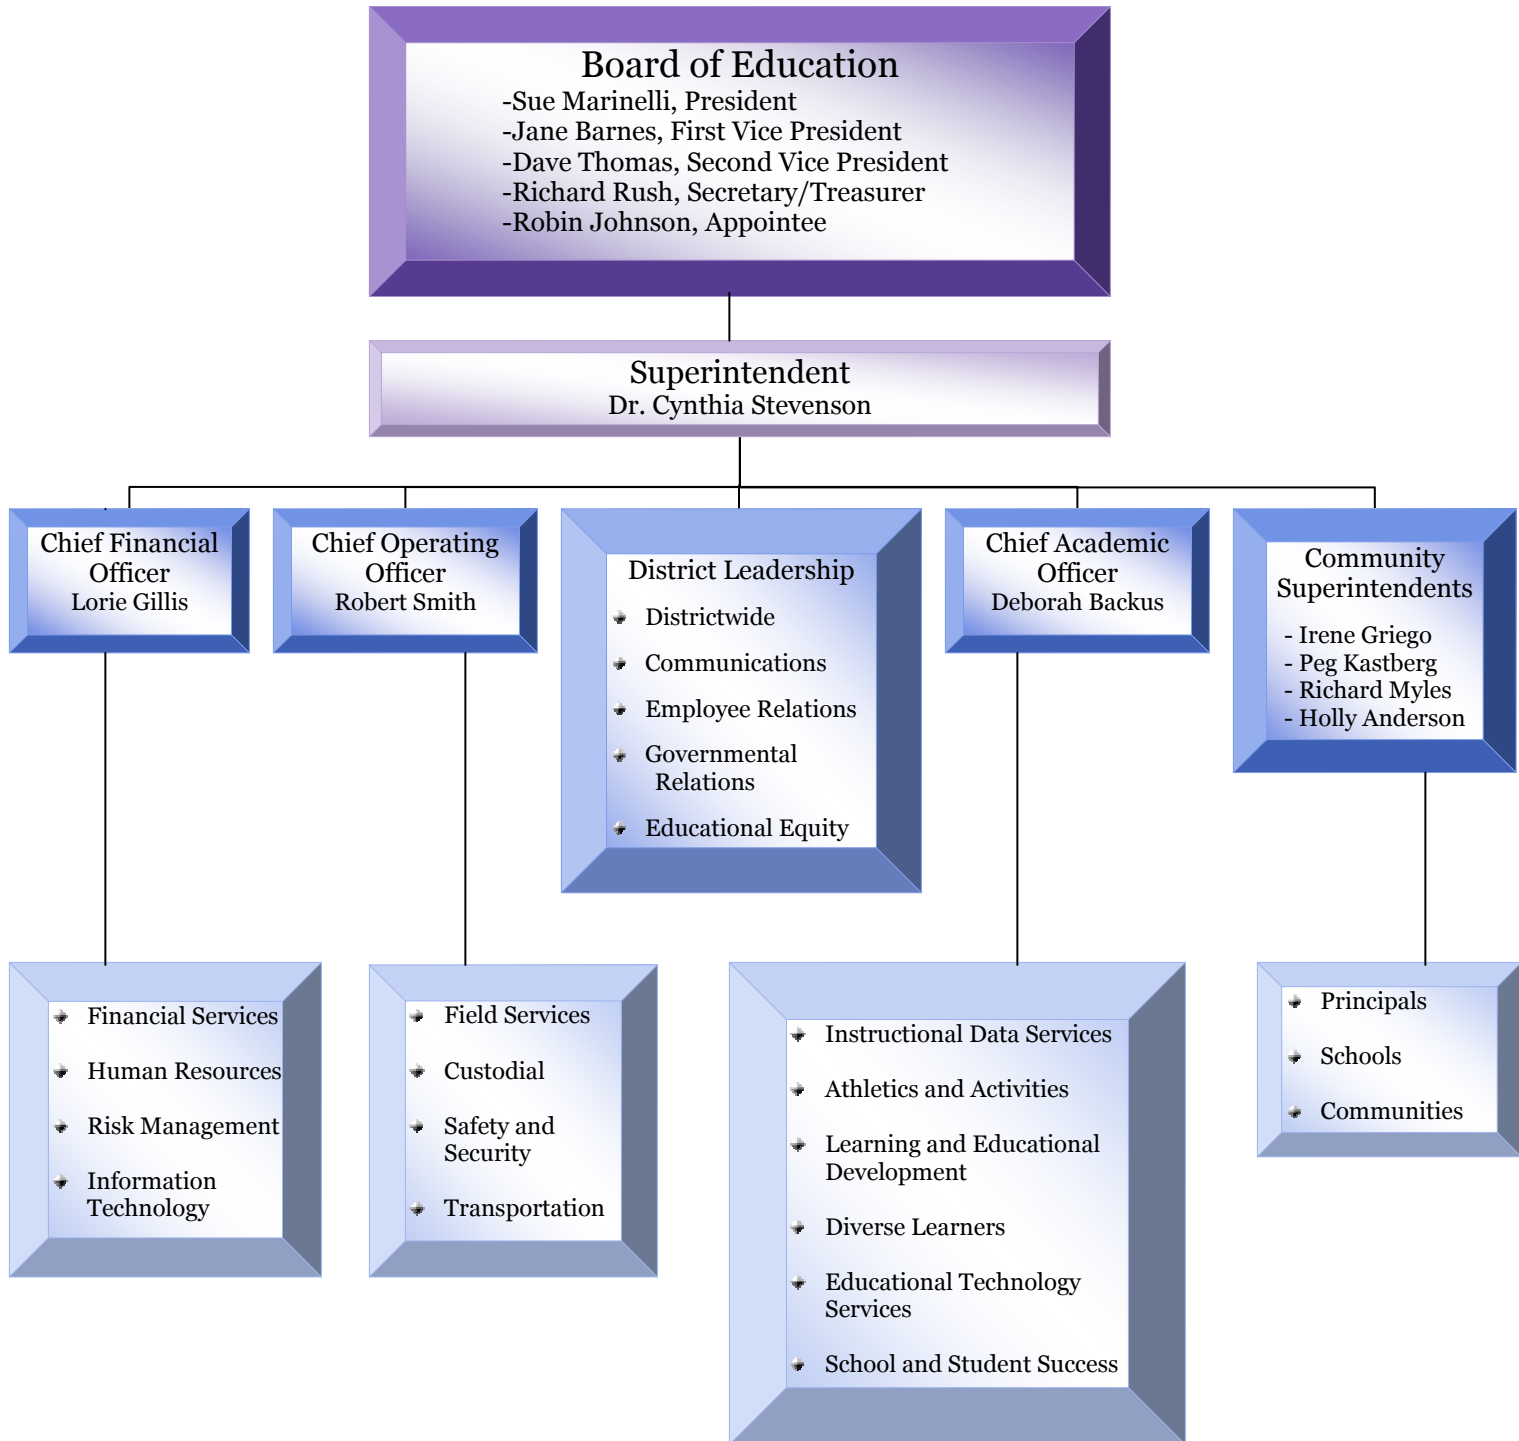 Board of Education
-Sue Marinelli, President
-Jane Barnes, First Vice President
-Dave Thomas, Second Vice President
-Richard Rush, Secretary/Treasurer
-Robin Johnson, Appointee
Superintendent
Dr. Cynthia Stevenson
Chief Financial
Officer
Lorie Gillis
Chief Operating
Officer
Robert Smith
District Leadership
Districtwide
Communications
Employee Relations
Governmental
Relations
Educational Equity
Chief Academic
Officer
Deborah Backus
Community
Superintendents
- Irene Griego
- Peg Kastberg
- Richard Myles
- Holly Anderson
Financial Services
Human Resources
Risk Management
Information
Technology
Field Services
Custodial
Safety and
Security
Transportation
Instructional Data Services
Athletics and Activities
Learning and Educational
Development
Diverse Learners
Educational Technology
Services
School and Student Success
Principals
Schools
Communities